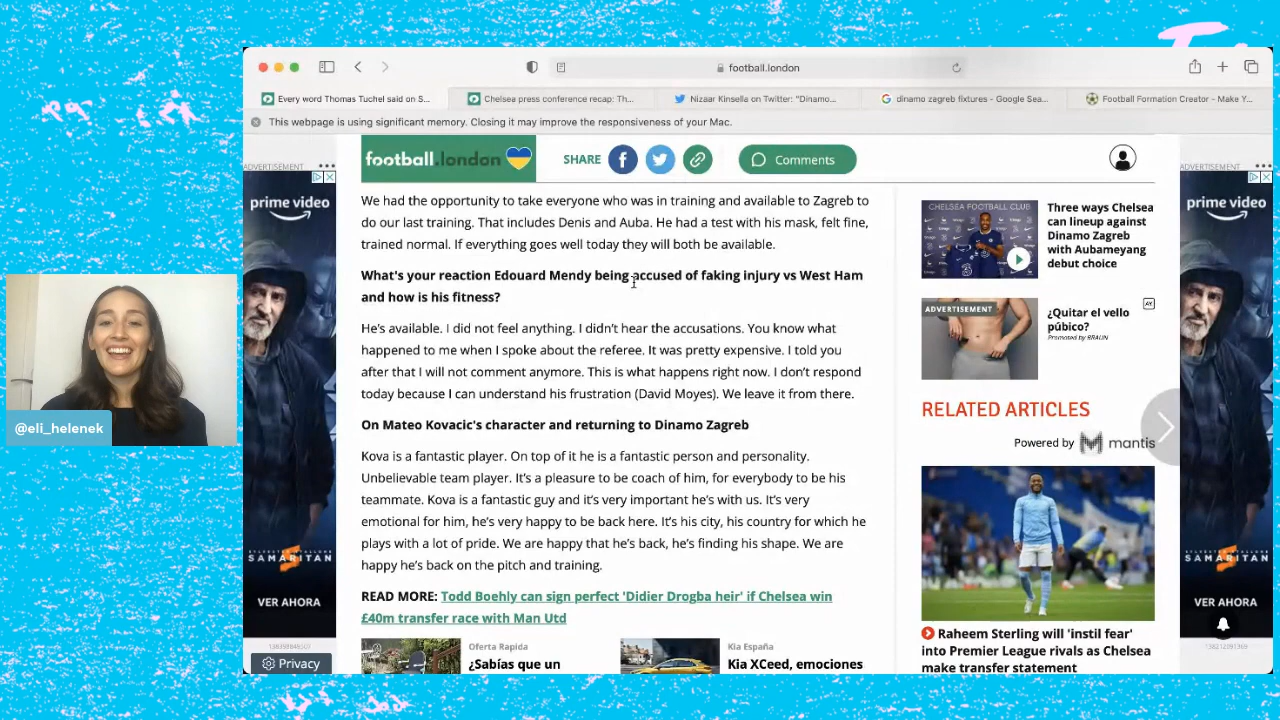 football.london
Every word Thomas Tuchel said on S...
Chelsea press conference recap: Th...
Nizaar Kinsella on Twitter: "Dinamo...
dinamo zagreb fixtures - Google Sea...
Football Formation Creator - Make Y...
This webpage is using significant memory. Closing it may improve the responsiveness of your Mac.
ADVERTISEMENT
prime video
SYLVESTER STALLONE
SAMARITAN
VER AHORA
Privacy
@eli_helenek
football.london
SHARE
Comments
We had the opportunity to take everyone who was in training and available to Zagreb to
do our last training. That includes Denis and Auba. He had a test with his mask, felt fine,
trained normal. If everything goes well today they will both be available.
What's your reaction Edouard Mendy being accused of faking injury vs West Ham
and how is his fitness?
He's available. I did not feel anything. I didn't hear the accusations. You know what
happened to me when I spoke about the referee. It was pretty expensive. I told you
after that I will not comment anymore. This is what happens right now. I don't respond
today because I can understand his frustration (David Moyes). We leave it from there.
On Mateo Kovacic's character and returning to Dinamo Zagreb
Kova is a fantastic player. On top of it he is a fantastic person and personality.
Unbelievable team player. It's a pleasure to be coach of him, for everybody to be his
teammate. Kova is a fantastic guy and it's very important he's with us. It's very
emotional for him, he's very happy to be back here. It's his city, his country for which he
plays with a lot of pride. We are happy that he's back, he's finding his shape. We are
happy he's back on the pitch and training.
READ MORE: Todd Boehly can sign perfect 'Didier Drogba heir' if Chelsea win
£40m transfer race with Man Utd
Oferta Rapida
¿Sabías que un
Kia España
Kia XCeed, emociones
CHELSEA FOOTBALL CLUB
Three ways Chelsea
can lineup against
Dinamo Zagreb
with Aubameyang
debut choice
ADVERTISEMENT
¿Quitar el vello
púbico?
Promoted by BRAUN
RELATED ARTICLES
Powered by mantis
Raheem Sterling will 'instil fear'
into Premier League rivals as Chelsea
make transfer statement
ADVERTISEMENT
prime video
SYLVESTER STALLONE
SAMARITAN
VER AHORA